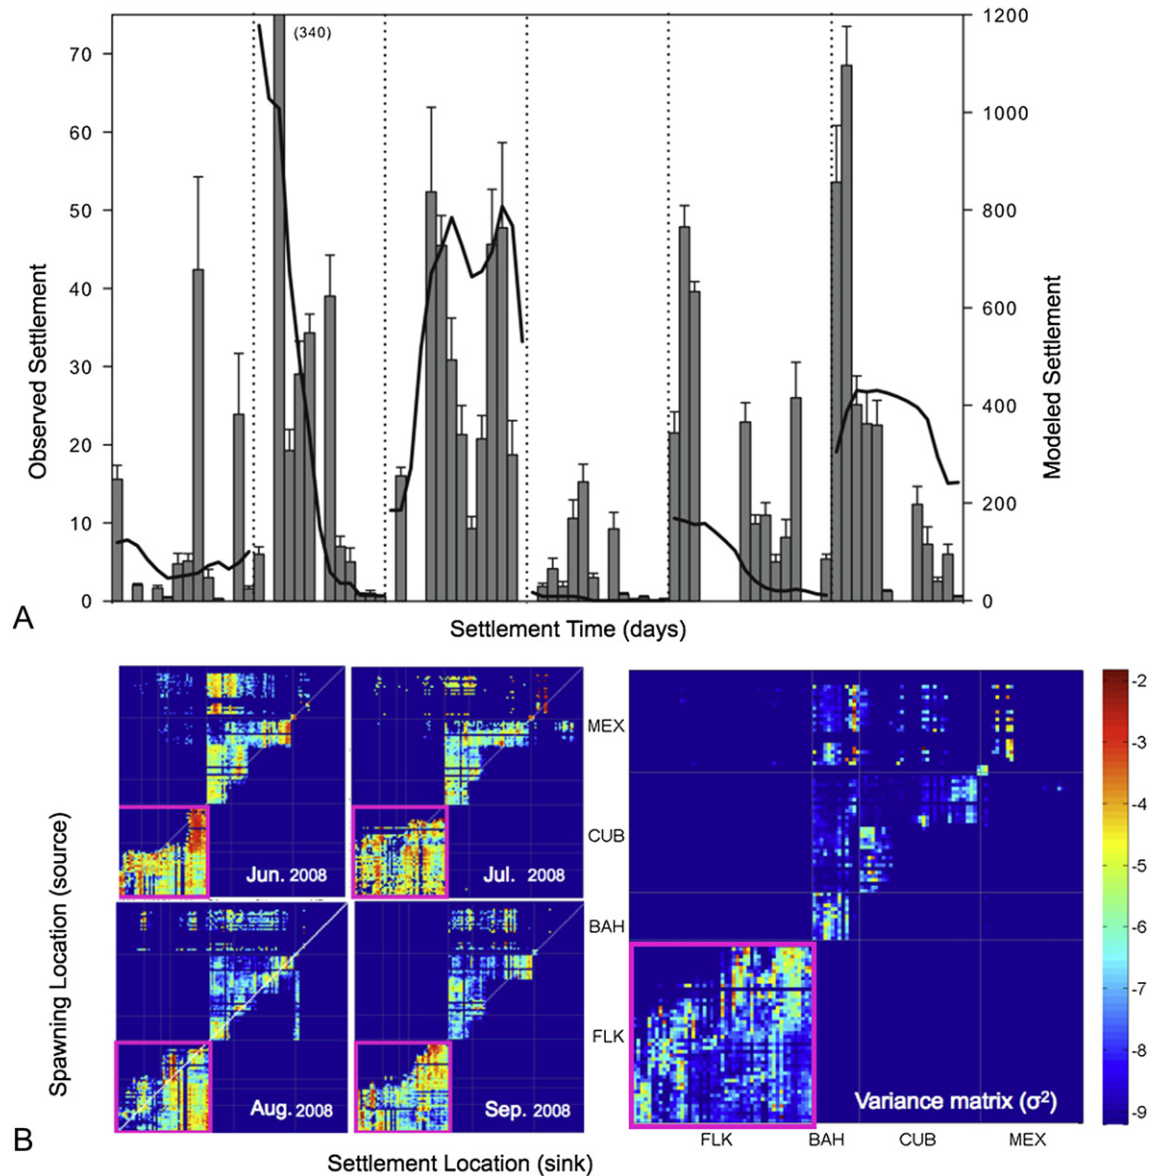 (340)
70
60
50
40
30
20
10
0
Observed Settlement
1200
1000
800
600
400
200
0
Modeled Settlement
Settlement Time (days)
A
Jun. 2008
Jul. 2008
Aug. 2008
Sep. 2008
Spawning Location (source)
MEX
CUB
BAH
FLK
Variance matrix (σ²)
FLK BAH CUB MEX
-2
-3
-4
-5
-6
-7
-8
-9
B
Settlement Location (sink)